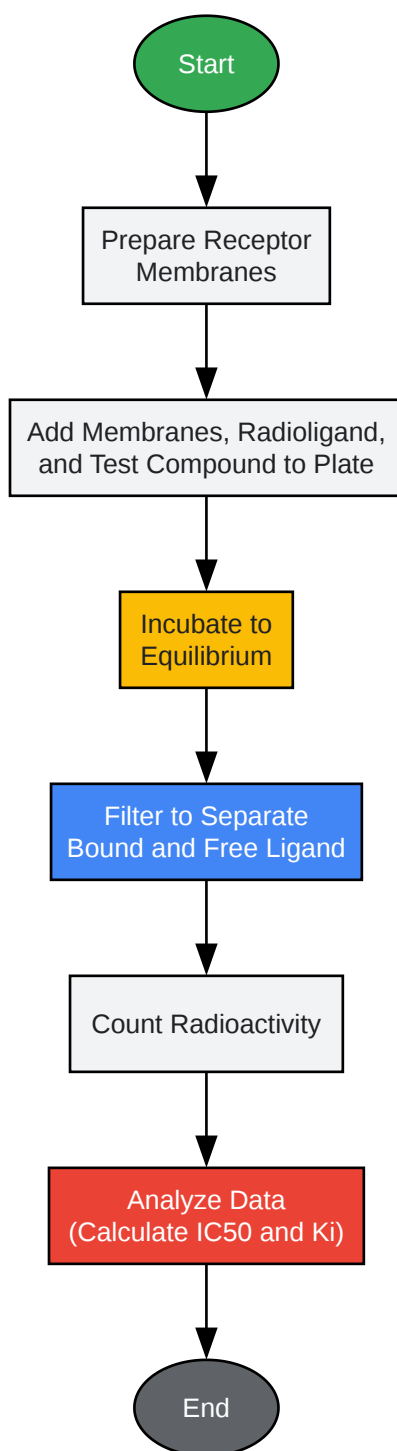 Start
Prepare Receptor
Membranes
Add Membranes, Radioligand,
and Test Compound to Plate
Incubate to
Equilibrium
Filter to Separate
Bound and Free Ligand
Count Radioactivity
Analyze Data
(Calculate IC50 and Ki)
End